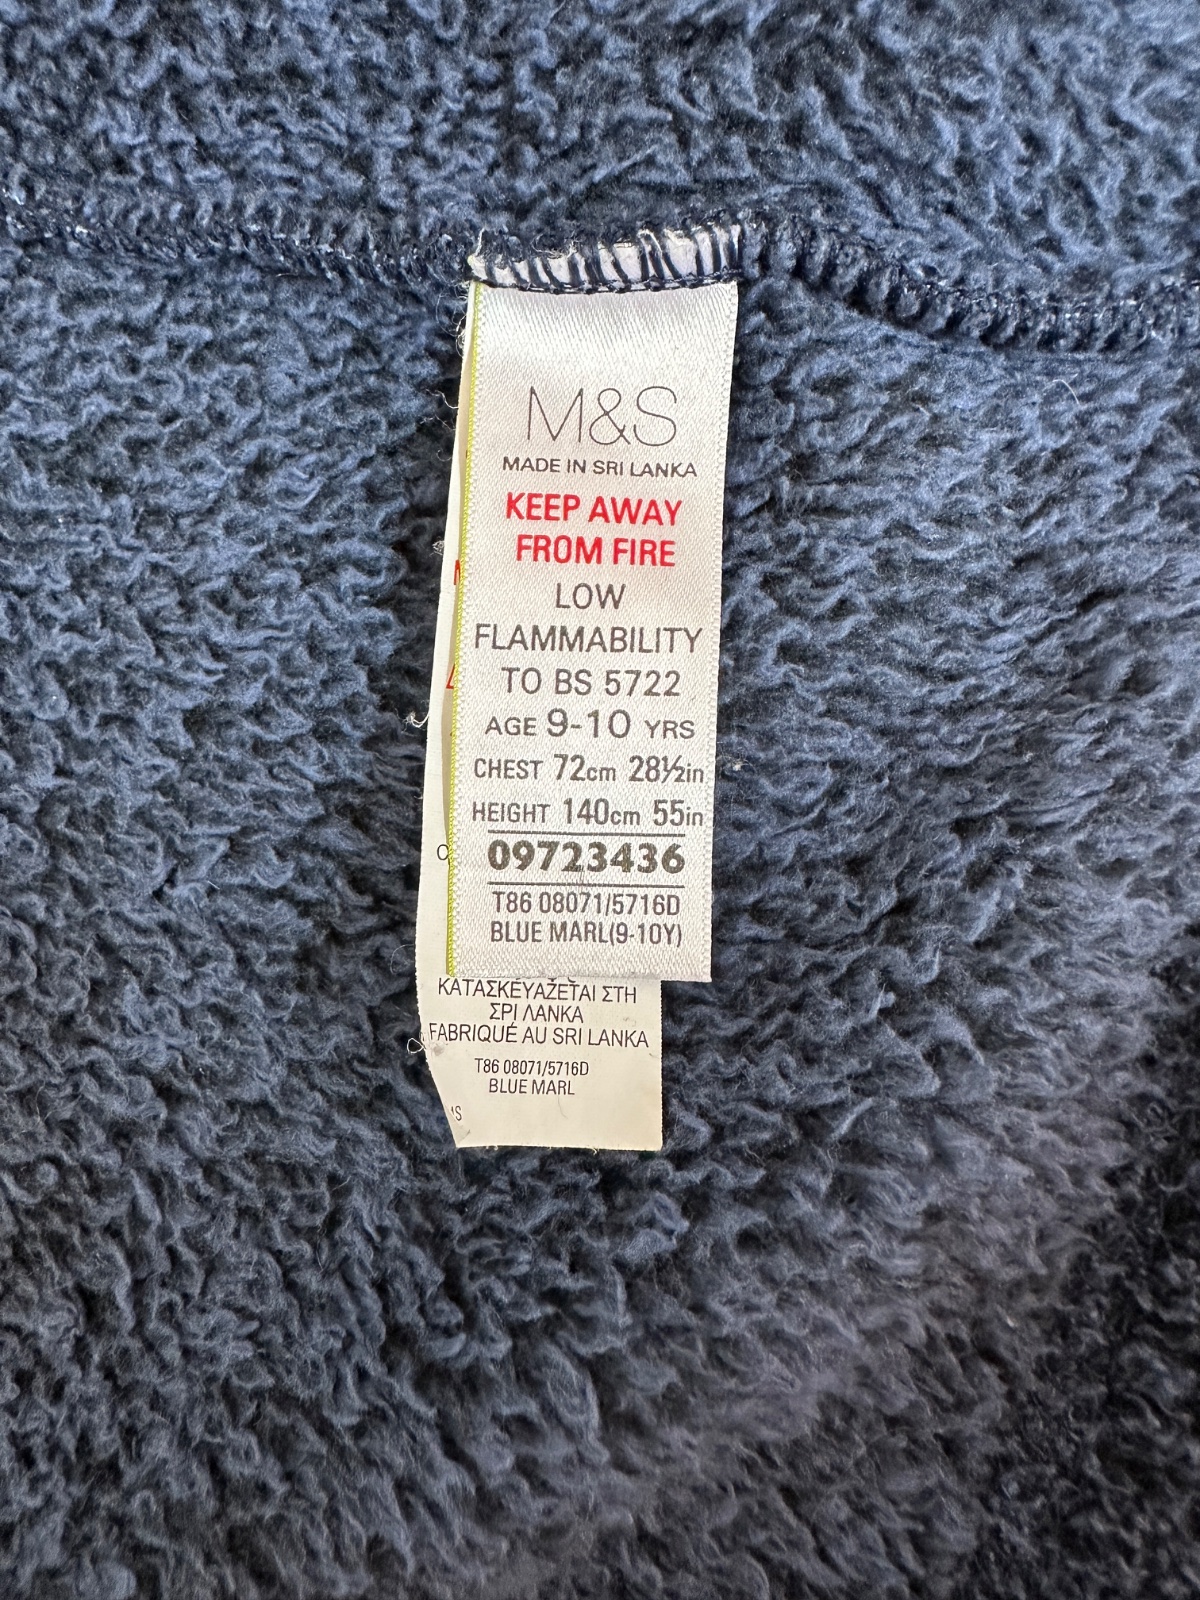 M&S
MADE IN SRI LANKA
KEEP AWAY
FROM FIRE
LOW
FLAMMABILITY
TO BS 5722
AGE 9-10 YRS
CHEST 72cm 28½in
HEIGHT 140cm 55in
09723436
T86 08071/5716D
BLUE MARL(9-10Y)
ΚΑΤΑΣΚΕΥΑΖΕΤΑΙ ΣΤΗ
ΣΡΙ ΛΑΝΚΑ
FABRIQUÉ AU SRI LANKA
T86 08071/5716D
BLUE MARL